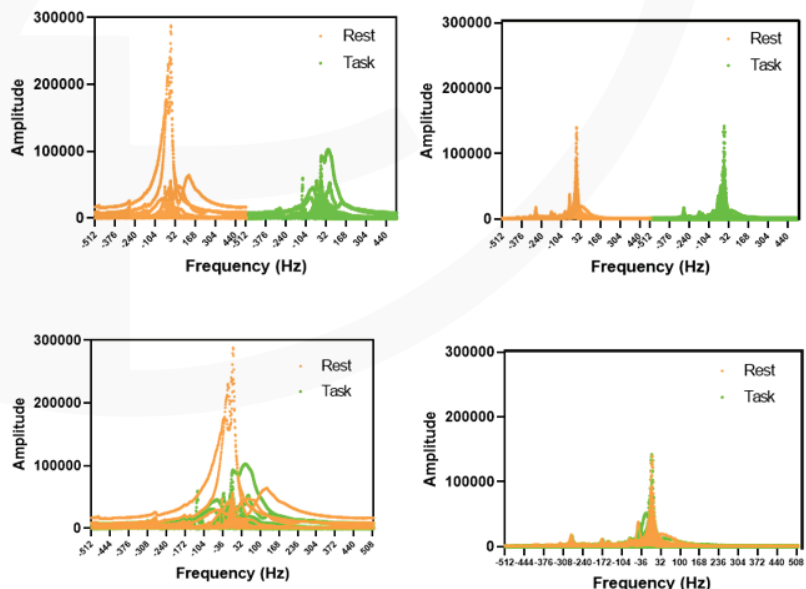 300000
200000
100000
0
Amplitude
Rest
Task
-512 -376 -240 -104 32 168 304 440 -512 -376 -240 -104 32 168 304 440
Frequency (Hz)
300000
200000
100000
0
Amplitude
Rest
Task
-512 -376 -240 -104 32 168 304 440 -512 -376 -240 -104 32 168 304 440
Frequency (Hz)
300000
200000
100000
0
Amplitude
Rest
Task
-512 -444 -376 -308 -240 -172 -104 -36 32 100 168 236 304 372 440 508
Frequency (Hz)
300000
200000
100000
0
Amplitude
Rest
Task
-512 -444 -376 -308 -240 -172 -104 -36 32 100 168 236 304 372 440 508
Frequency (Hz)